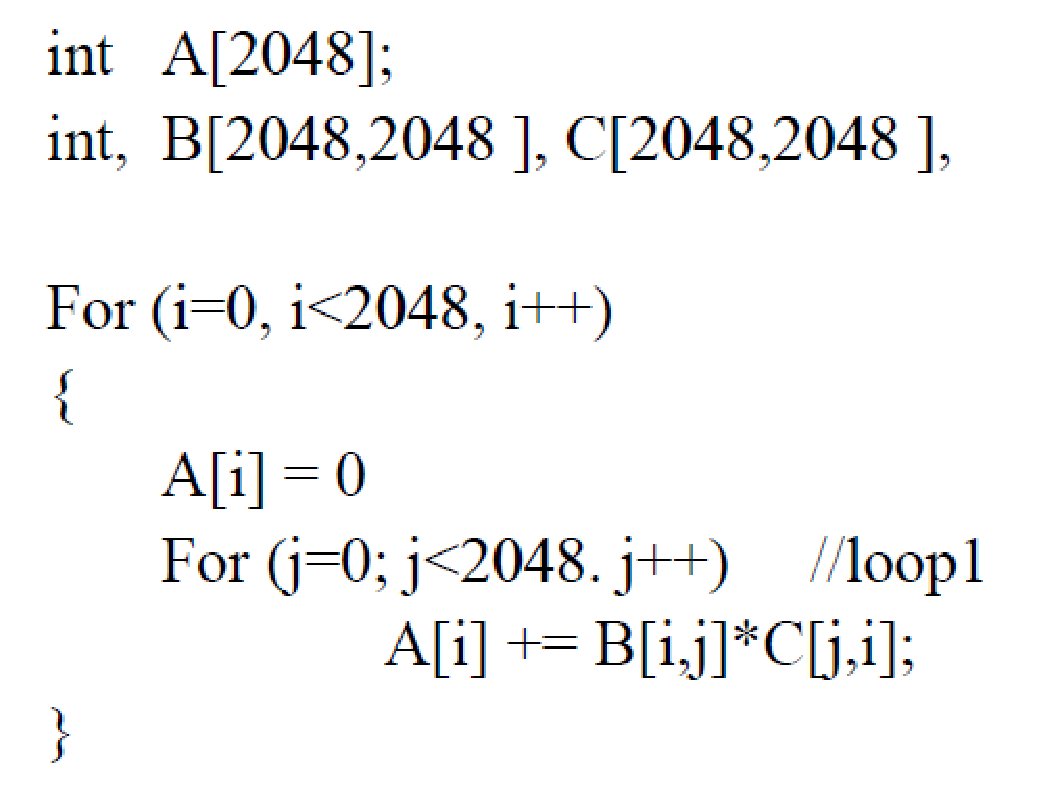 int A[2048];
int, B[2048,2048 ], C[2048,2048 ],
For (i=0, i<2048, i++)
{
A[i] = 0
For (j=0; j<2048. j++) //loop1
A[i] += B[i,j]*C[j,i];
}